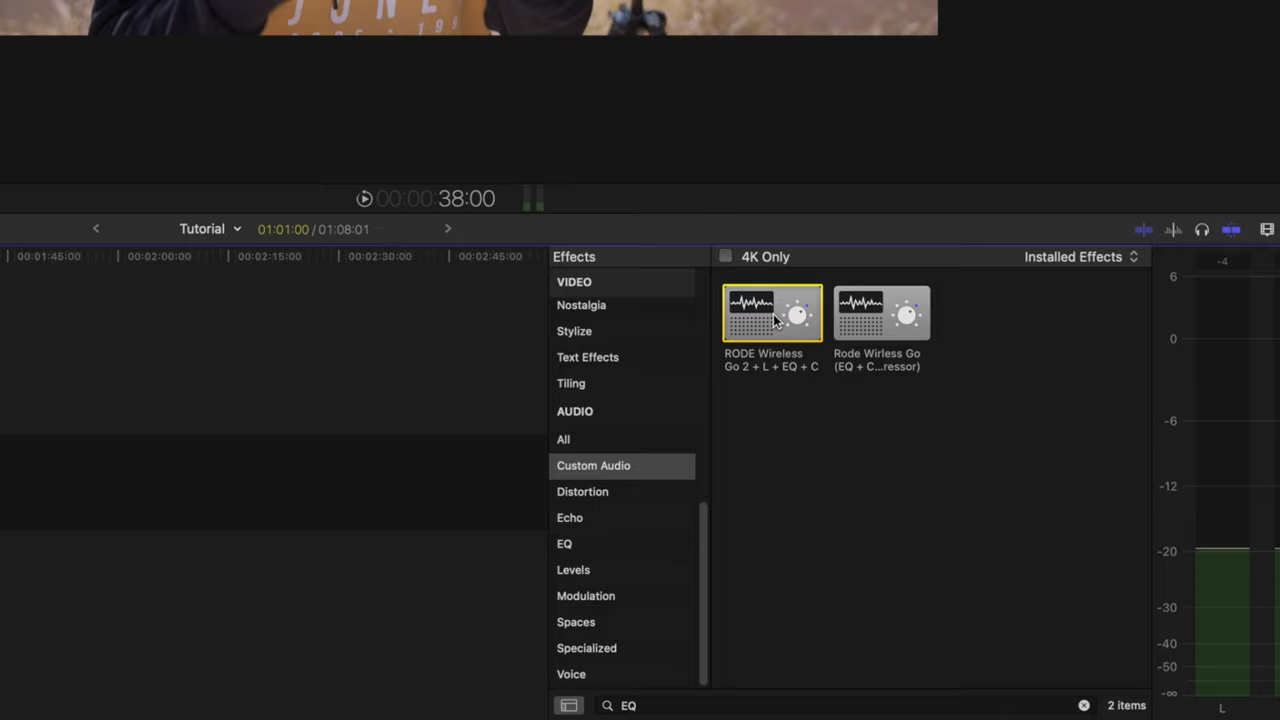 JUNE
00:00:00:38:00
Tutorial
01:01:00 / 01:08:01
00:01:45:00
00:02:00:00
00:02:15:00
00:02:30:00
00:02:45:00
Effects
4K Only
Installed Effects
VIDEO
Nostalgia
Stylize
Text Effects
Tiling
AUDIO
All
Custom Audio
Distortion
Echo
EQ
Levels
Modulation
Spaces
Specialized
Voice
RODE Wireless
Go 2 + L + EQ + C
Rode Wirless Go
(EQ + C...ressor)
EQ
2 items
-4
6
0
-6
-12
-20
-30
-40
-50
-∞
L